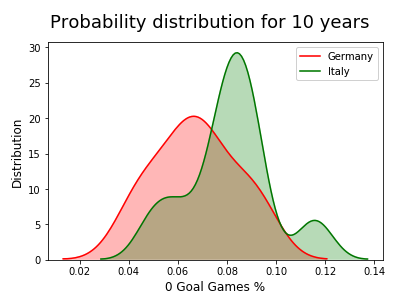 Probability distribution for 10 years
30
25
20
15
10
5
0
Distribution
Germany
Italy
0.02 0.04 0.06 0.08 0.10 0.12 0.14
0 Goal Games %